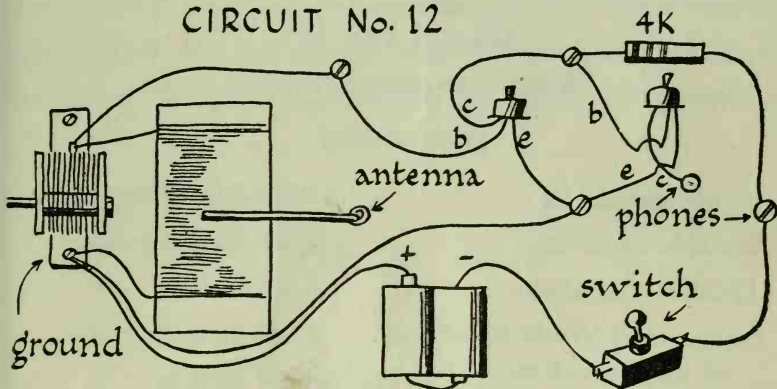 CIRCUIT No. 12
4K
c
b
e
b
e
c
antenna
phones
+
-
switch
ground